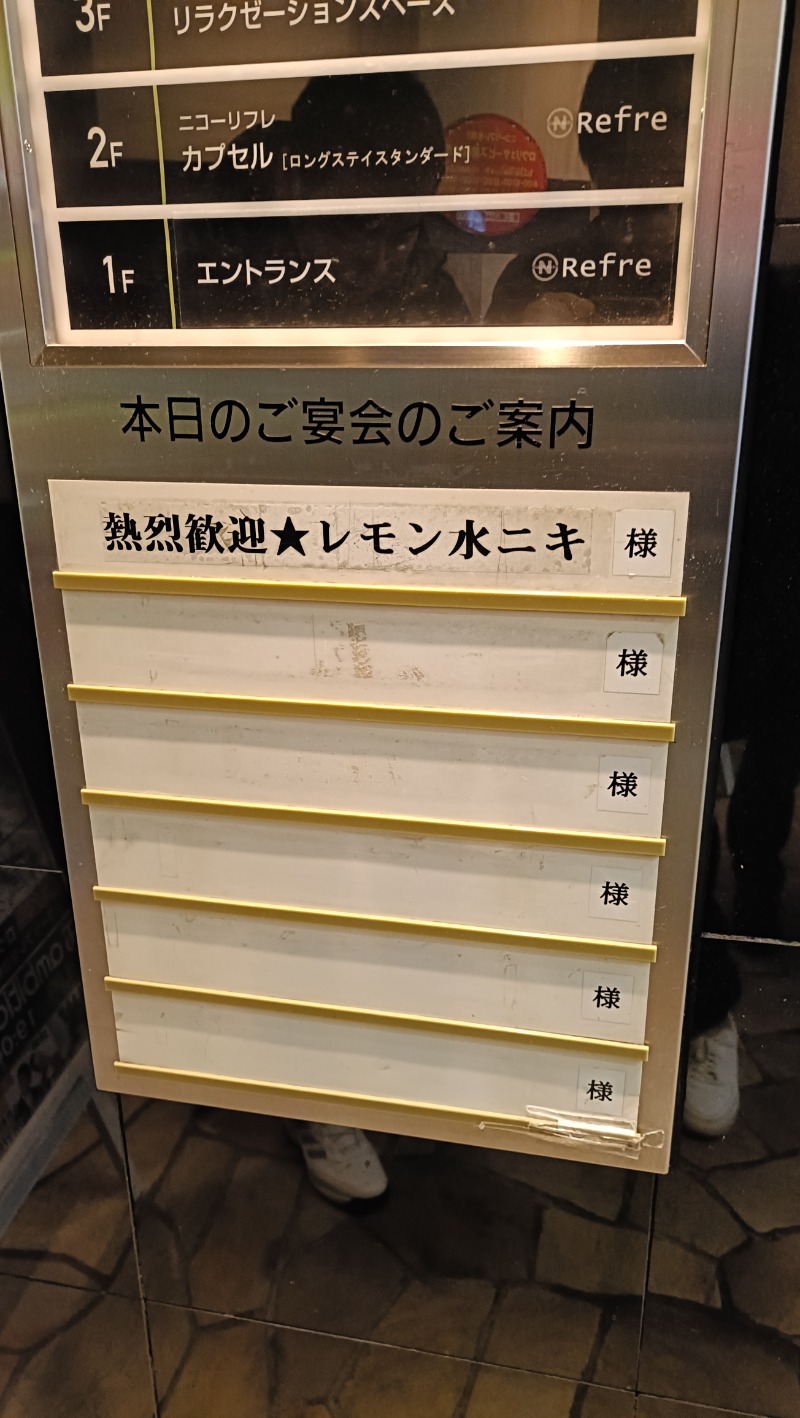 3F リラクゼーションスペース
2F ニコーリフレ
カプセル [ロングステイスタンダード] Refre
1F エントランス Refre
本日のご宴会のご案内
熱烈歓迎★レモン水ニキ 様
様
様
様
様
様